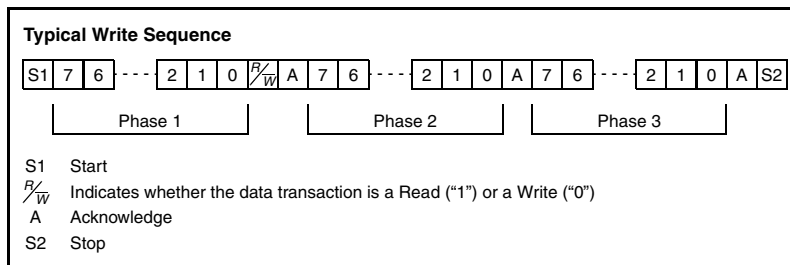 Typical Write Sequence
S1 7 6 - - - - 2 1 0 R/W̅ A 7 6 - - - - 2 1 0 A 7 6 - - - - 2 1 0 A S2
Phase 1 Phase 2 Phase 3
S1 Start
R/W̅ Indicates whether the data transaction is a Read (“1”) or a Write (“0”)
A Acknowledge
S2 Stop